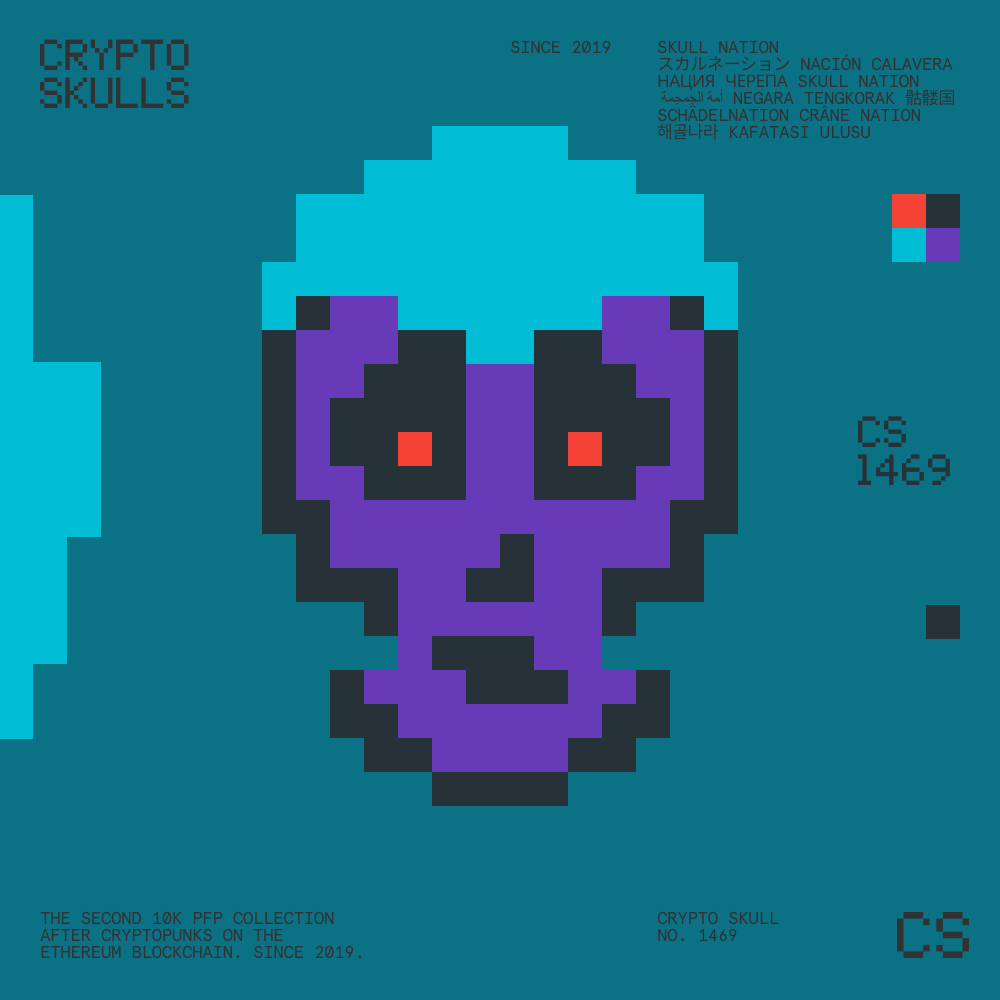 CRYPTO
SKULLS
SINCE 2019
SKULL NATION
スカルネーション NACIÓN CALAVERA
НАЦИЯ ЧЕРЕПА SKULL NATION
أمة الجمجمة NEGARA TENGKORAK 骷髅国
SCHÄDELNATION CRÂNE NATION
해골나라 KAFATASI ULUSU
CS
1469
THE SECOND 10K PFP COLLECTION
AFTER CRYPTOPUNKS ON THE
ETHEREUM BLOCKCHAIN. SINCE 2019.
CRYPTO SKULL
NO. 1469
CS